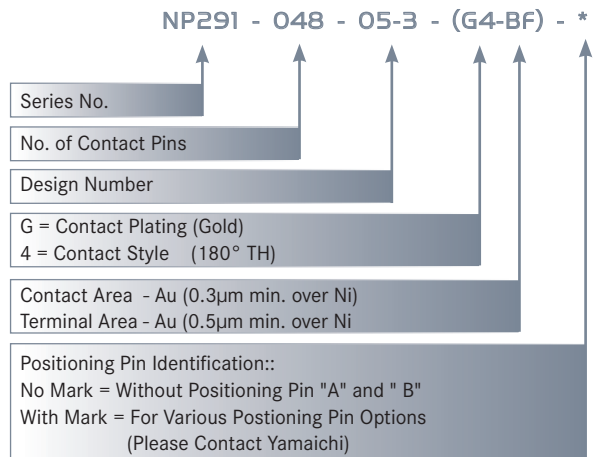 NP291 - 048 - 05-3 - (G4-BF) - *
Series No.
No. of Contact Pins
Design Number
G = Contact Plating (Gold)
4 = Contact Style (180° TH)
Contact Area - Au (0.3µm min. over Ni)
Terminal Area - Au (0.5µm min. over Ni
Positioning Pin Identification::
No Mark = Without Positioning Pin "A" and " B"
With Mark = For Various Postioning Pin Options
(Please Contact Yamaichi)